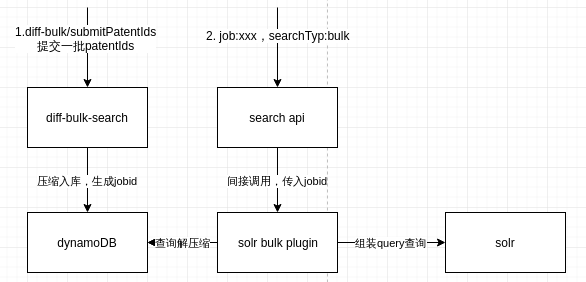 1.diff-bulk/submitPatentIds
提交一批patentIds
2. job:xxx，searchTyp:bulk
diff-bulk-search
search api
压缩入库，生成jobid
间接调用，传入jobid
dynamoDB
查询解压缩
solr bulk plugin
组装query查询
solr